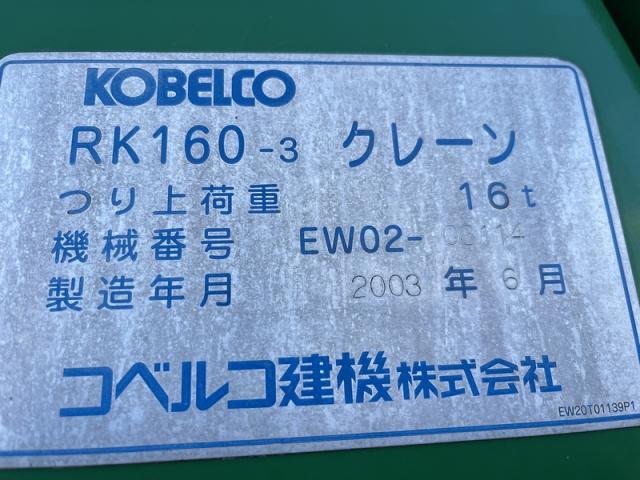 KOBELCO
RK160-3 クレーン
つり上荷重 16t
機械番号 EW02-
製造年月 2003 年 6 月
コベルコ建機株式会社
EW20T01139P1